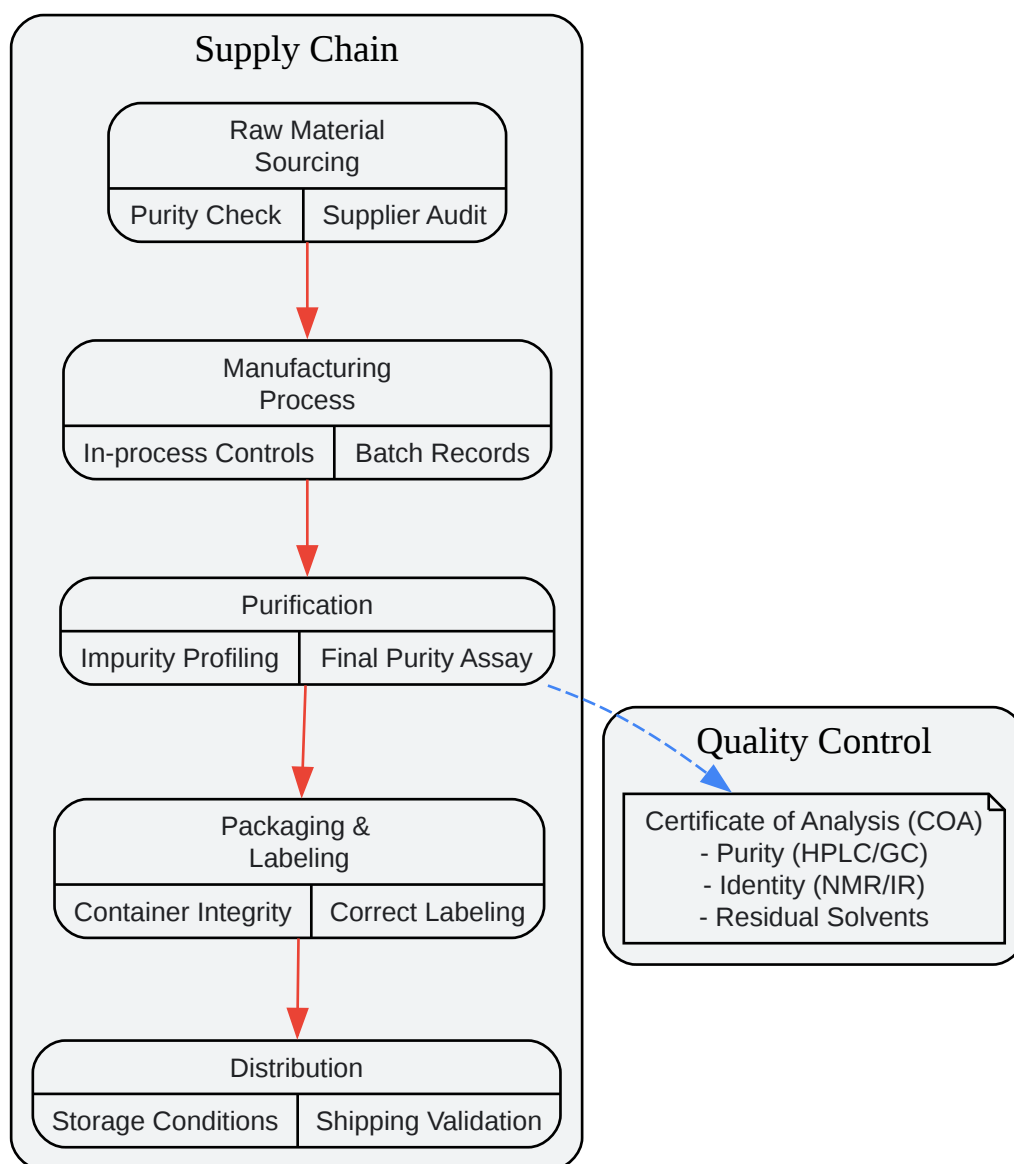 Supply Chain
Raw Material
Sourcing
Purity Check
Supplier Audit
Manufacturing
Process
In-process Controls
Batch Records
Purification
Impurity Profiling
Final Purity Assay
Quality Control
Certificate of Analysis (COA)
- Purity (HPLC/GC)
- Identity (NMR/IR)
- Residual Solvents
Packaging &
Labeling
Container Integrity
Correct Labeling
Distribution
Storage Conditions
Shipping Validation